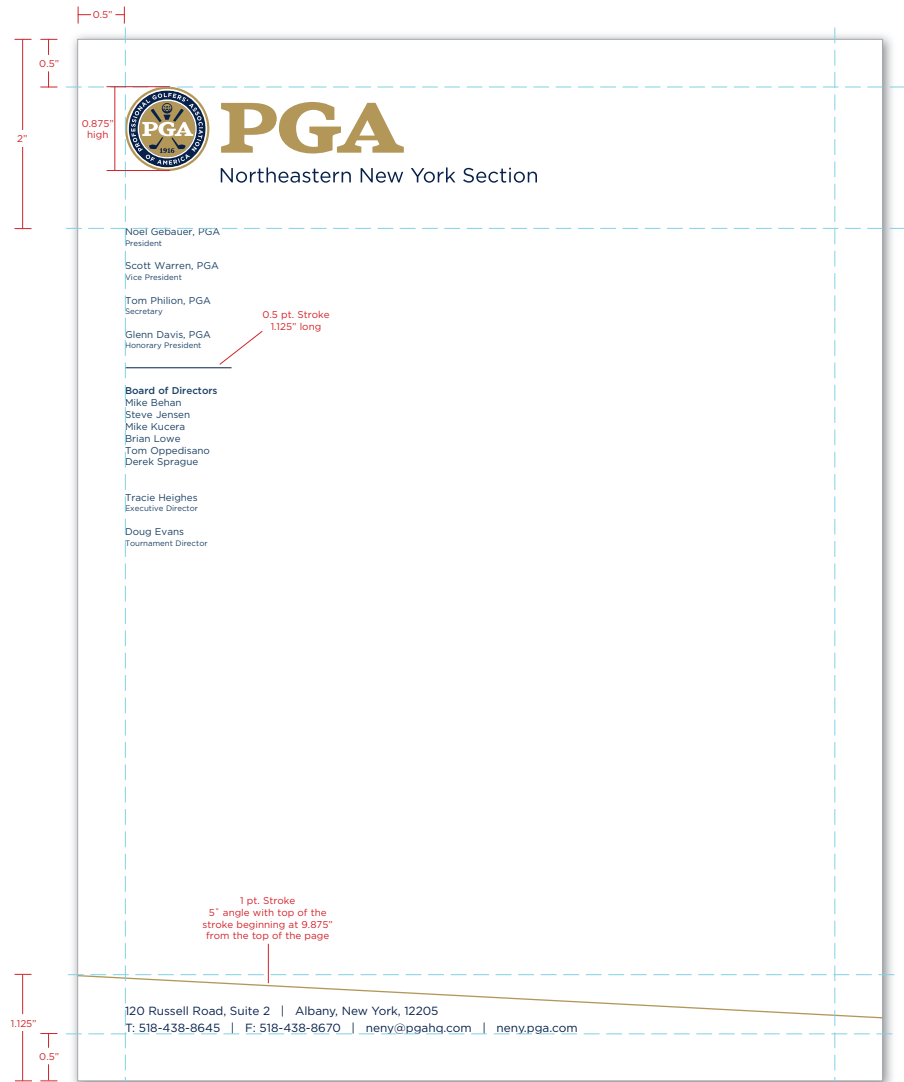 0.5”
0.5”
2”
0.875”
high
PROFESSIONAL GOLFERS' ASSOCIATION
OF AMERICA
PGA
1916
PGA
Northeastern New York Section
Noel Gebauer, PGA
President
Scott Warren, PGA
Vice President
Tom Philion, PGA
Secretary
Glenn Davis, PGA
Honorary President
0.5 pt. Stroke
1.125” long
Board of Directors
Mike Behan
Steve Jensen
Mike Kucera
Brian Lowe
Tom Oppedisano
Derek Sprague
Tracie Heighes
Executive Director
Doug Evans
Tournament Director
1 pt. Stroke
5˚ angle with top of the
stroke beginning at 9.875”
from the top of the page
120 Russell Road, Suite 2 | Albany, New York, 12205
T: 518-438-8645 | F: 518-438-8670 | neny@pgahq.com | neny.pga.com
1.125”
0.5”